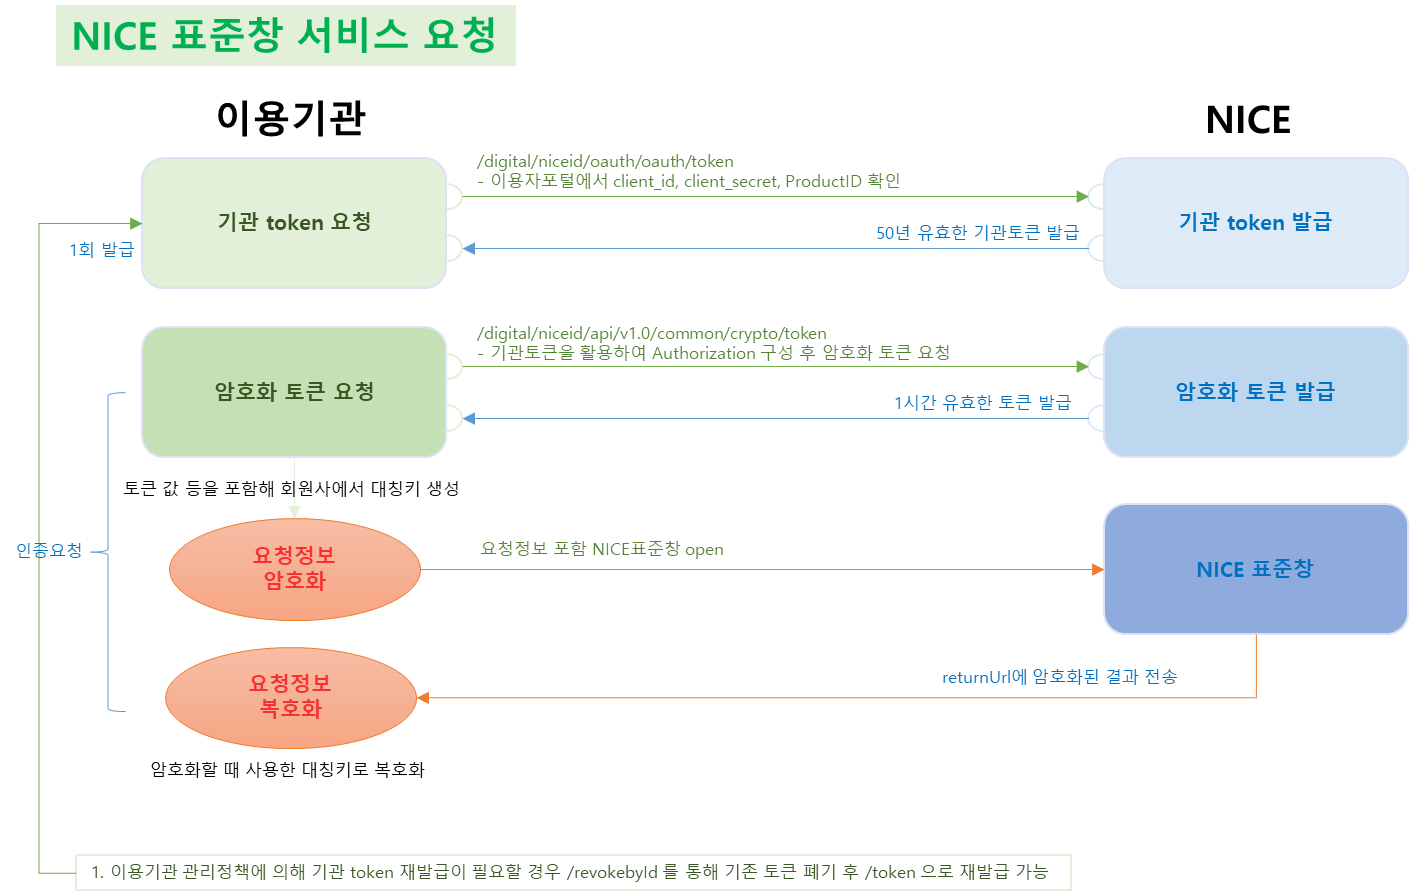 NICE 표준창 서비스 요청
이용기관
NICE
/digital/niceid/oauth/oauth/token
- 이용자포털에서 client_id, client_secret, ProductID 확인
기관 token 요청
기관 token 발급
1회 발급
50년 유효한 기관토큰 발급
/digital/niceid/api/v1.0/common/crypto/token
- 기관토큰을 활용하여 Authorization 구성 후 암호화 토큰 요청
암호화 토큰 요청
암호화 토큰 발급
1시간 유효한 토큰 발급
토큰 값 등을 포함해 회원사에서 대칭키 생성
인증요청
요청정보
암호화
요청정보 포함 NICE표준창 open
NICE 표준창
returnUrl에 암호화된 결과 전송
요청정보
복호화
암호화할 때 사용한 대칭키로 복호화
1. 이용기관 관리정책에 의해 기관 token 재발급이 필요할 경우 /revokebyId 를 통해 기존 토큰 폐기 후 /token 으로 재발급 가능